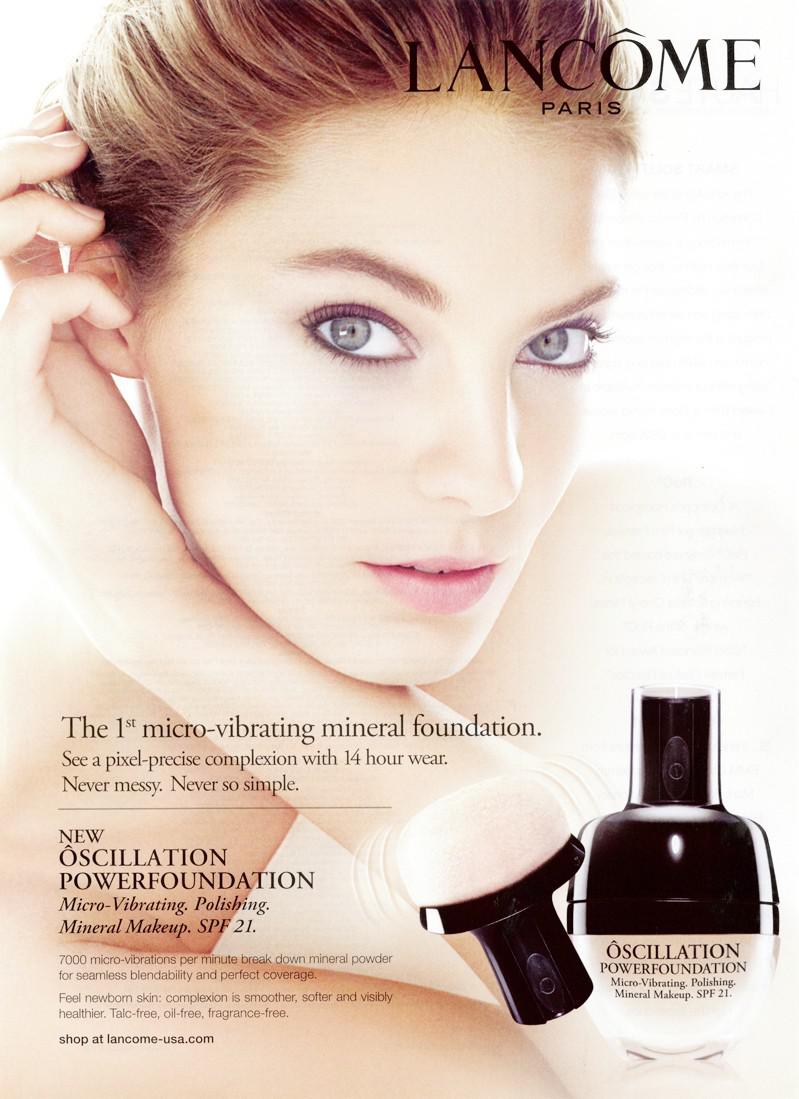 LANCÔME
PARIS
The 1st micro-vibrating mineral foundation.
See a pixel-precise complexion with 14 hour wear.
Never messy. Never so simple.
NEW
ÔSCILLATION
POWERFOUNDATION
Micro-Vibrating. Polishing.
Mineral Makeup. SPF 21.
7000 micro-vibrations per minute break down mineral powder
for seamless blendability and perfect coverage.
Feel newborn skin: complexion is smoother, softer and visibly
healthier. Talc-free, oil-free, fragrance-free.
shop at lancome-usa.com
ÔSCILLATION
POWERFOUNDATION
Micro-Vibrating. Polishing.
Mineral Makeup. SPF 21.